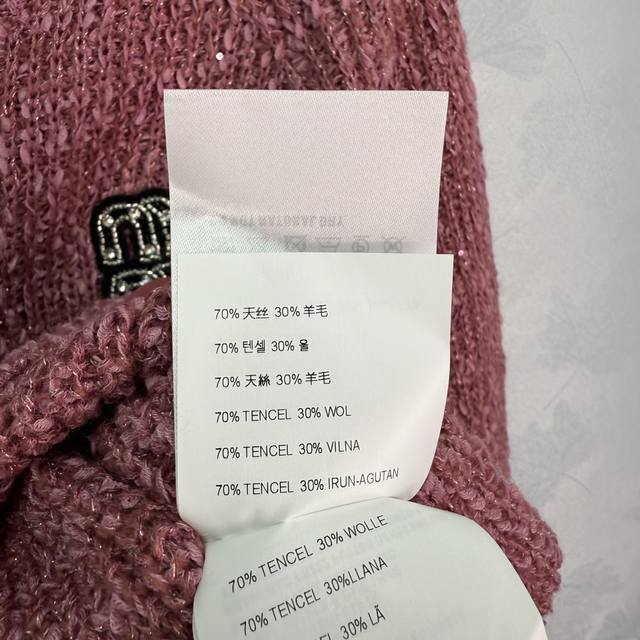 70% 天丝 30% 羊毛
70% 텐셀 30% 울
70% 天絲 30% 羊毛
70% TENCEL 30% WOL
70% TENCEL 30% VILNA
70% TENCEL 30% IRUN-AGUTAN
70% TENCEL 30% WOLLE
70% TENCEL 30%LLANA
70% TENCEL 30% LÃ